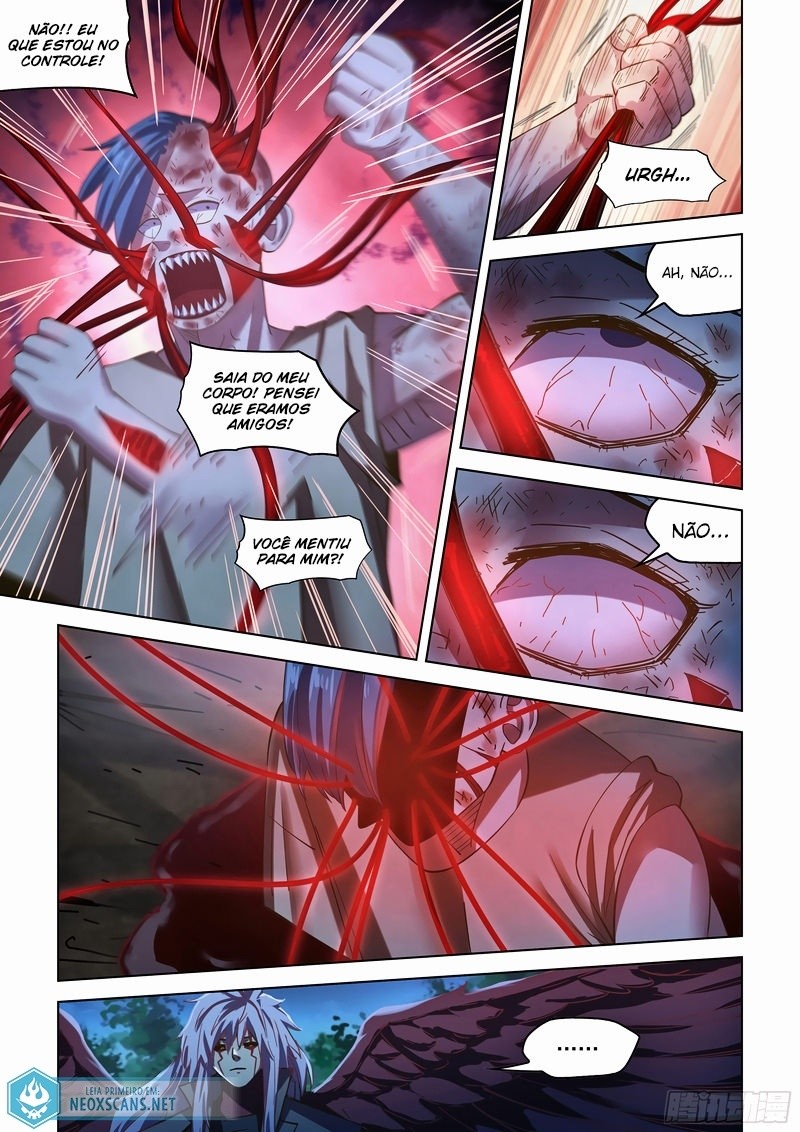 NÃO!! EU
QUE ESTOU NO
CONTROLE!
SAIA DO MEU
CORPO! PENSEI
QUE ERAMOS
AMIGOS!
VOCÊ MENTIU
PARA MIM?!
URGH...
AH, NÃO...
NÃO...
......
LEIA PRIMEIRO EM:
NEOXSCANS.NET
腾讯动漫